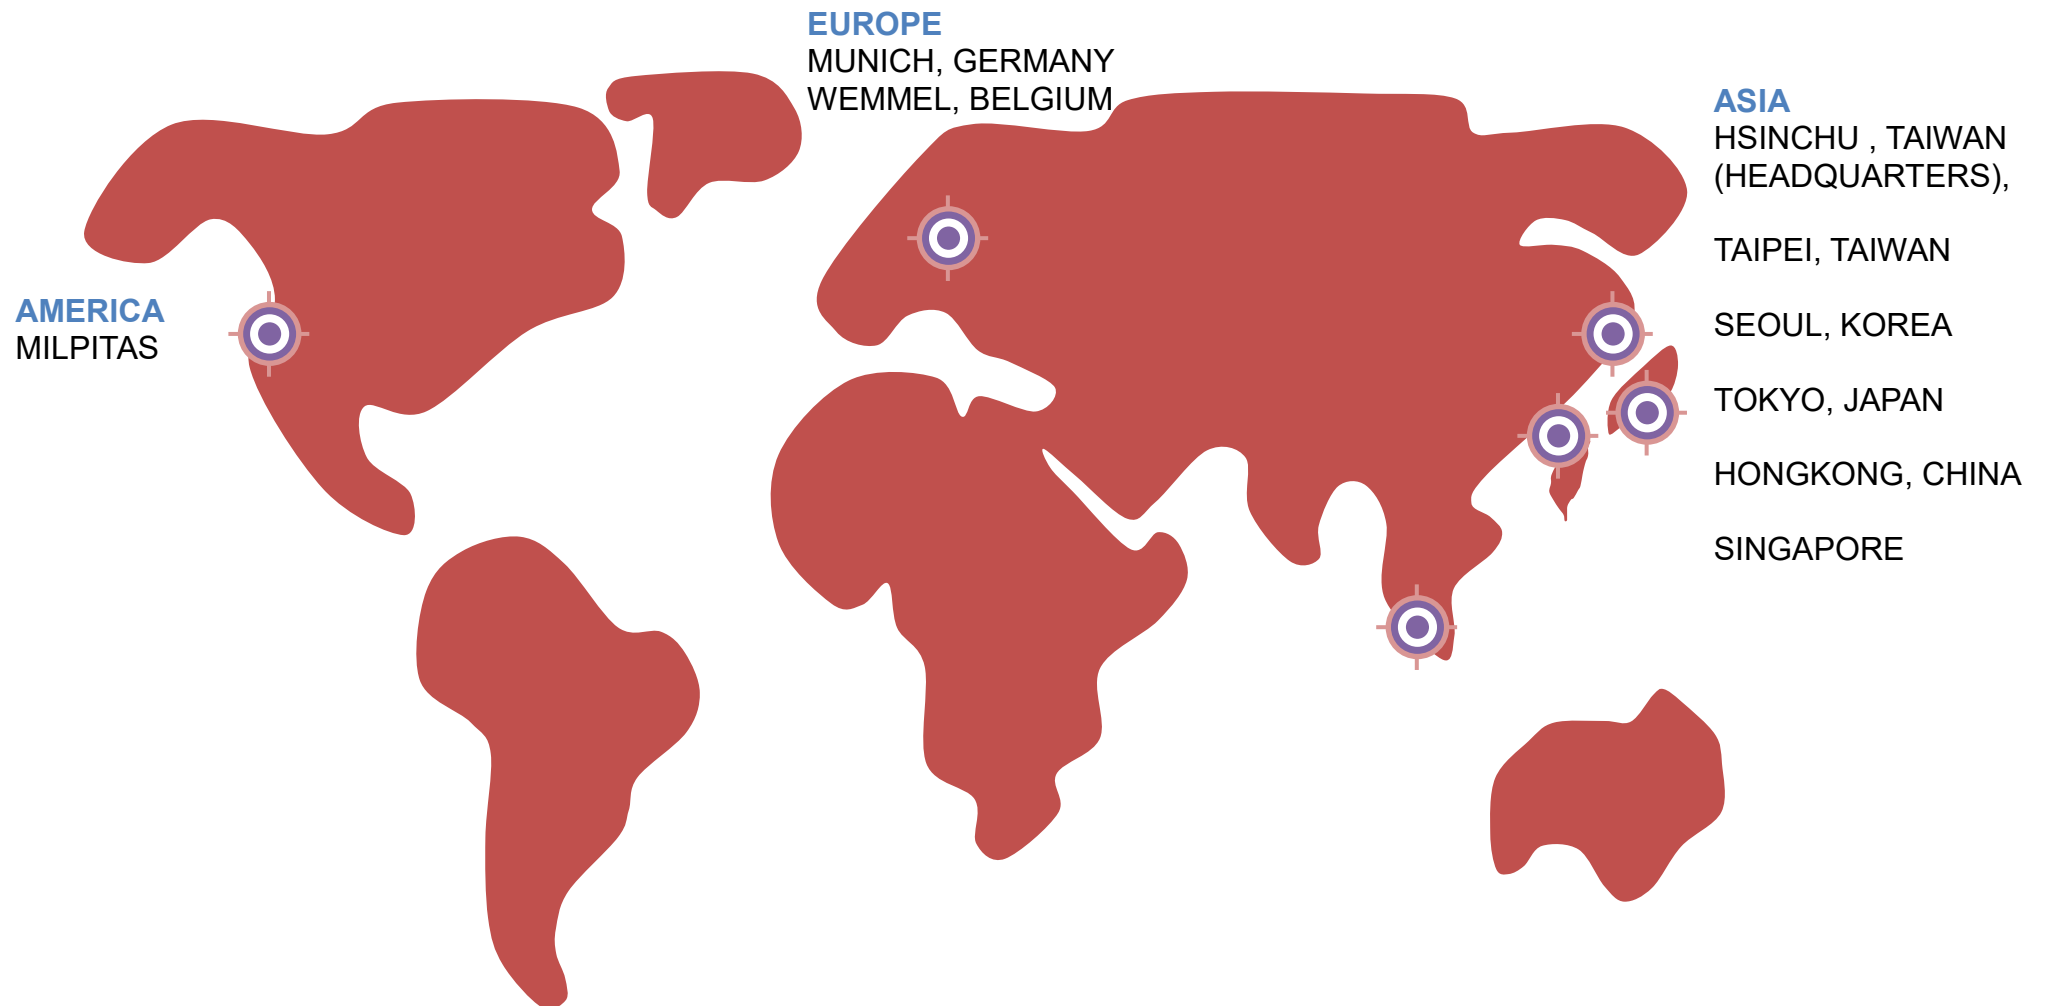 EUROPE
MUNICH, GERMANY
WEMMEL, BELGIUM
ASIA
HSINCHU , TAIWAN
(HEADQUARTERS),
TAIPEI, TAIWAN
SEOUL, KOREA
TOKYO, JAPAN
HONGKONG, CHINA
SINGAPORE
AMERICA
MILPITAS